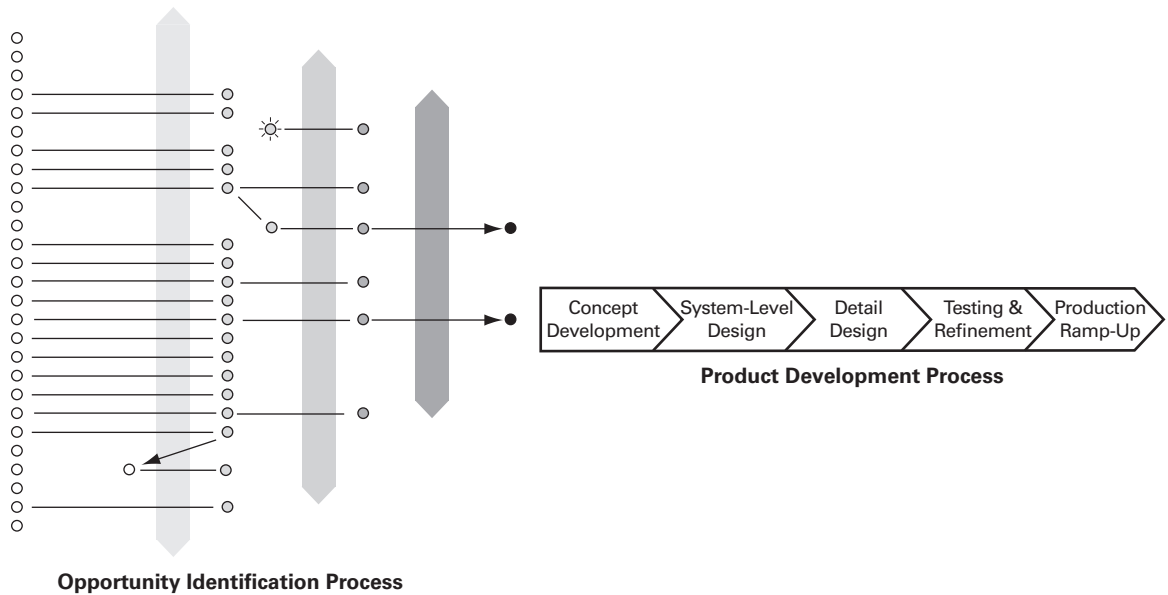 Concept
Development
System-Level
Design
Detail
Design
Testing &
Refinement
Production
Ramp-Up
Product Development Process
Opportunity Identification Process